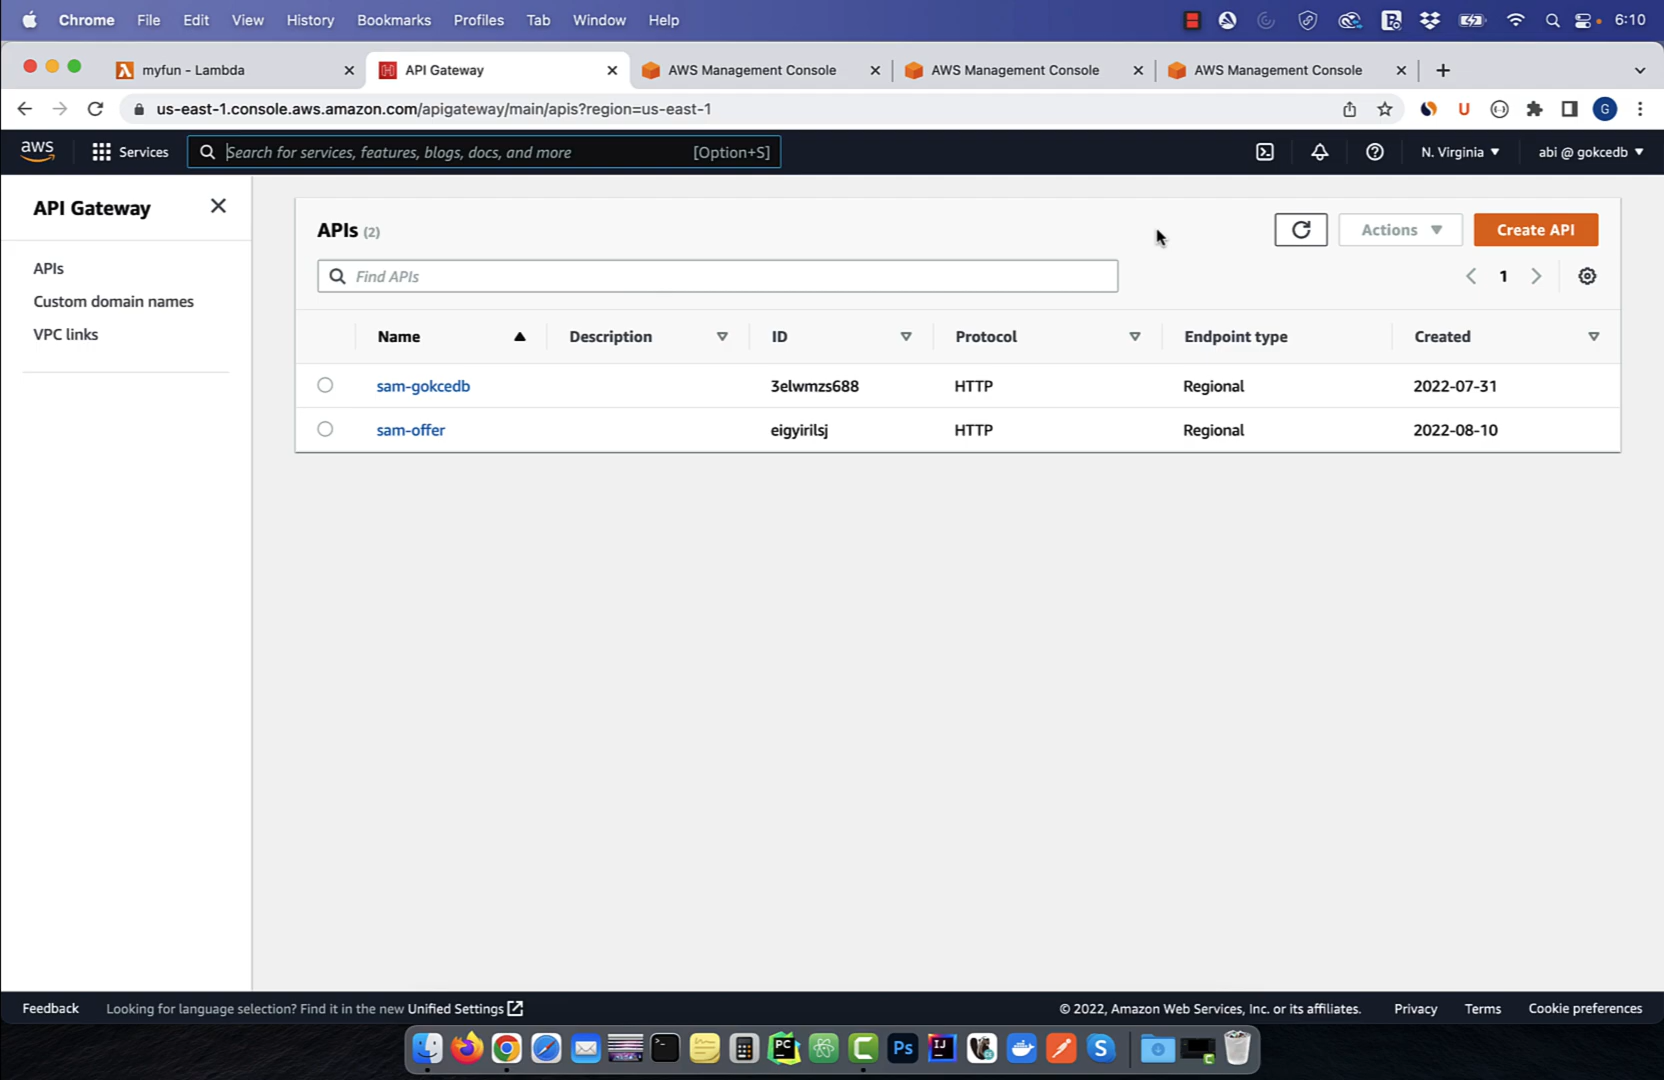 Chrome File Edit View History Bookmarks Profiles Tab Window Help 6:10
myfun - Lambda API Gateway AWS Management Console AWS Management Console AWS Management Console
us-east-1.console.aws.amazon.com/apigateway/main/apis?region=us-east-1 U G
aws Services Search for services, features, blogs, docs, and more [Option+S] N. Virginia abi @ gokcedb
API Gateway
APIs
Custom domain names
VPC links
APIs (2) Actions Create API
Find APIs 1
Name Description ID Protocol Endpoint type Created
sam-gokcedb 3elwmzs688 HTTP Regional 2022-07-31
sam-offer eigyirilsj HTTP Regional 2022-08-10
Feedback Looking for language selection? Find it in the new Unified Settings © 2022, Amazon Web Services, Inc. or its affiliates. Privacy Terms Cookie preferences
PC C Ps IJ S